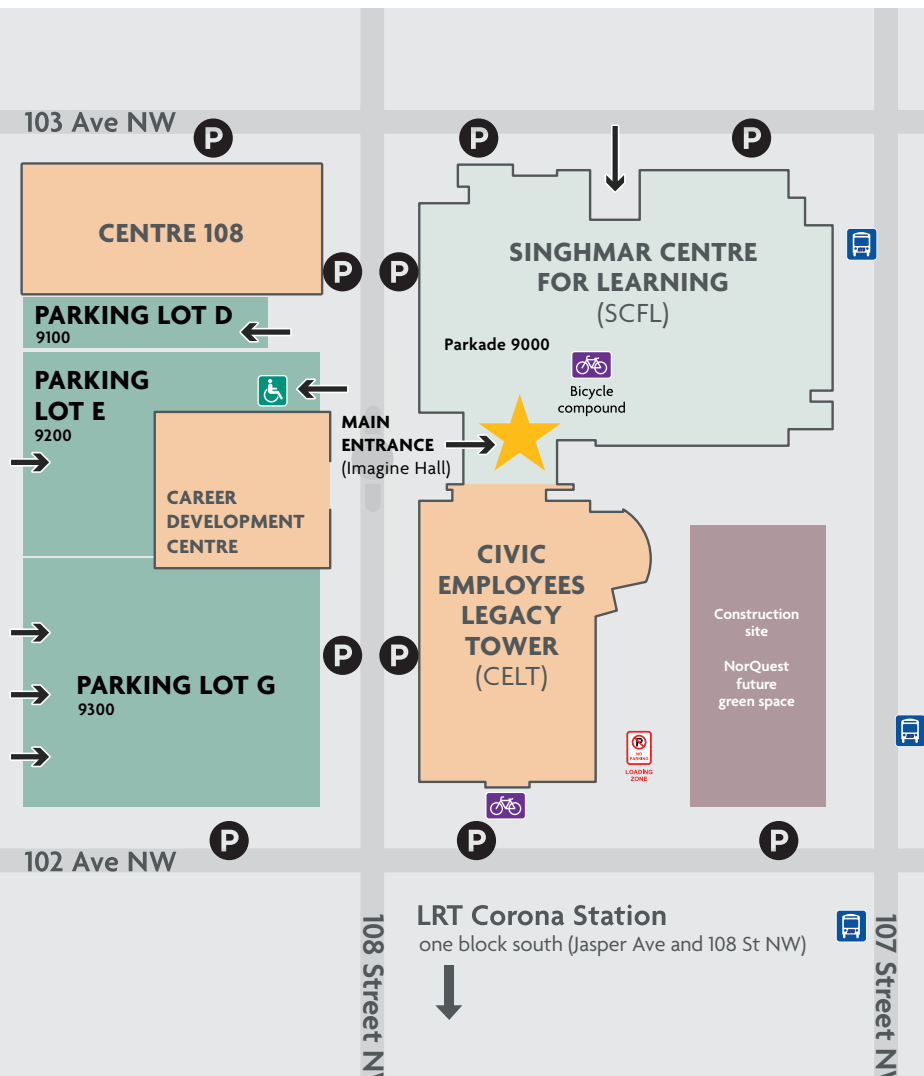 103 Ave NW
P
P
P
CENTRE 108
P
P
SINGHMAR CENTRE
FOR LEARNING
(SCFL)
PARKING LOT D
9100
Parkade 9000
Bicycle
compound
PARKING
LOT E
9200
MAIN
ENTRANCE
(Imagine Hall)
CAREER
DEVELOPMENT
CENTRE
CIVIC
EMPLOYEES
LEGACY
TOWER
(CELT)
Construction
site
NorQuest
future
green space
P
P
PARKING LOT G
9300
P
NO
PARKING
LOADING
ZONE
P
P
P
102 Ave NW
LRT Corona Station
one block south (Jasper Ave and 108 St NW)
108 Street N
107 Street N